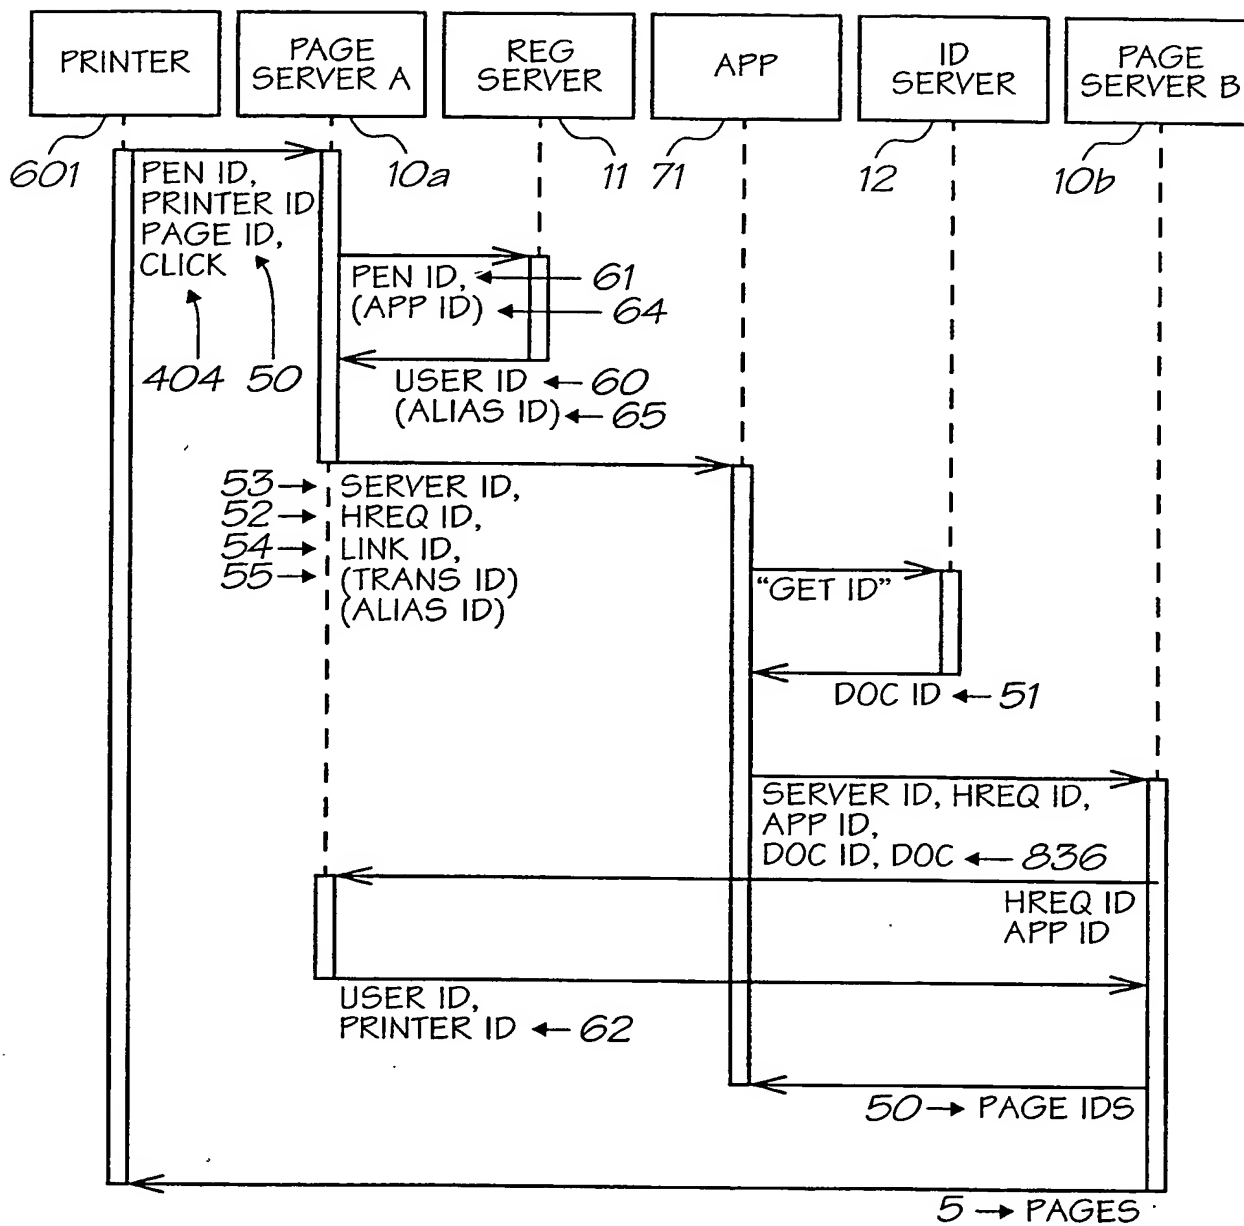 PRINTER
PAGE
SERVER A
REG
SERVER
APP
ID
SERVER
PAGE
SERVER B
601
10a
11
71
12
10b
PEN ID,
PRINTER ID
PAGE ID,
CLICK
404
50
PEN ID, 61
(APP ID) 64
USER ID 60
(ALIAS ID) 65
53 SERVER ID,
52 HREQ ID,
54 LINK ID,
55 (TRANS ID)
(ALIAS ID)
"GET ID"
DOC ID 51
SERVER ID, HREQ ID,
APP ID,
DOC ID, DOC 836
HREQ ID
APP ID
USER ID,
PRINTER ID 62
50 PAGE IDS
5 PAGES